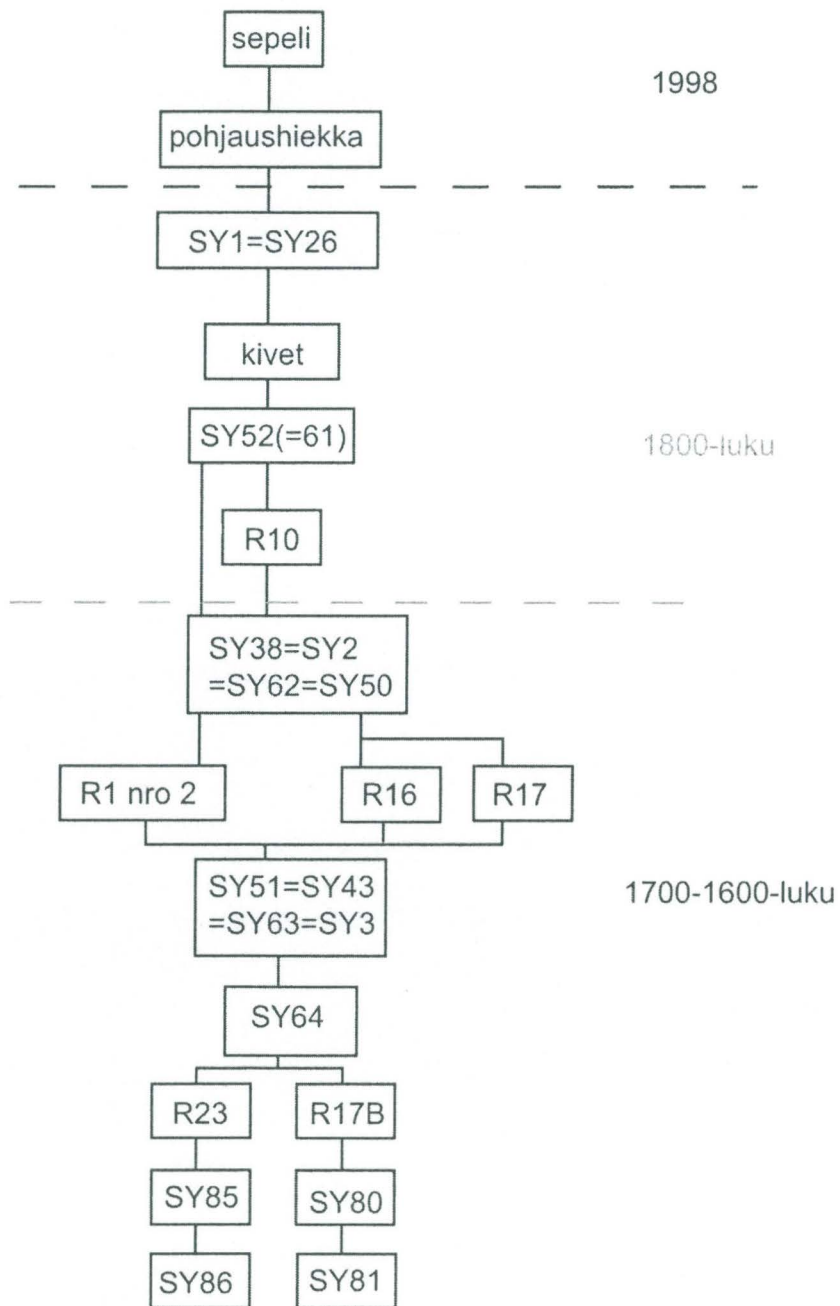 sepeli
1998
pohjaushiekka
SY1=SY26
kivet
SY52(=61)
1800-luku
R10
SY38=SY2
=SY62=SY50
R1 nro 2
R16
R17
SY51=SY43
=SY63=SY3
1700-1600-luku
SY64
R23
R17B
SY85
SY80
SY86
SY81